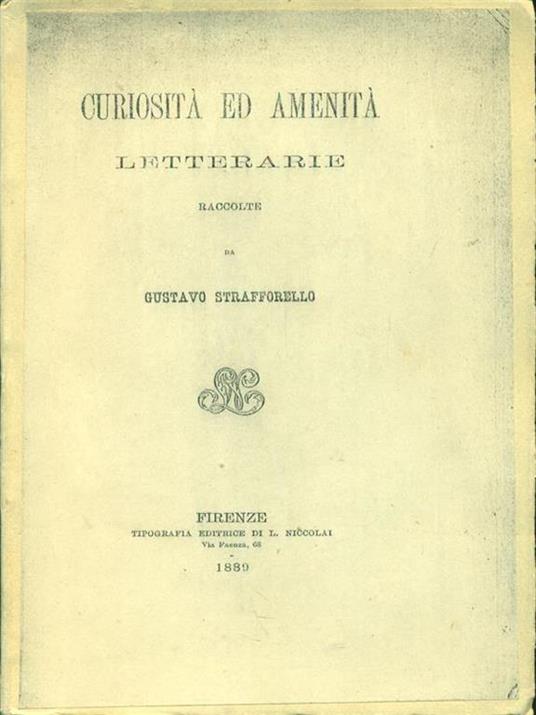 CURIOSITÀ ED AMENITÀ
LETTERARIE
RACCOLTE
DA
GUSTAVO STRAFFORELLO
FIRENZE
TIPOGRAFIA EDITRICE DI L. NICCOLAI
Via Faenza, 68
1889